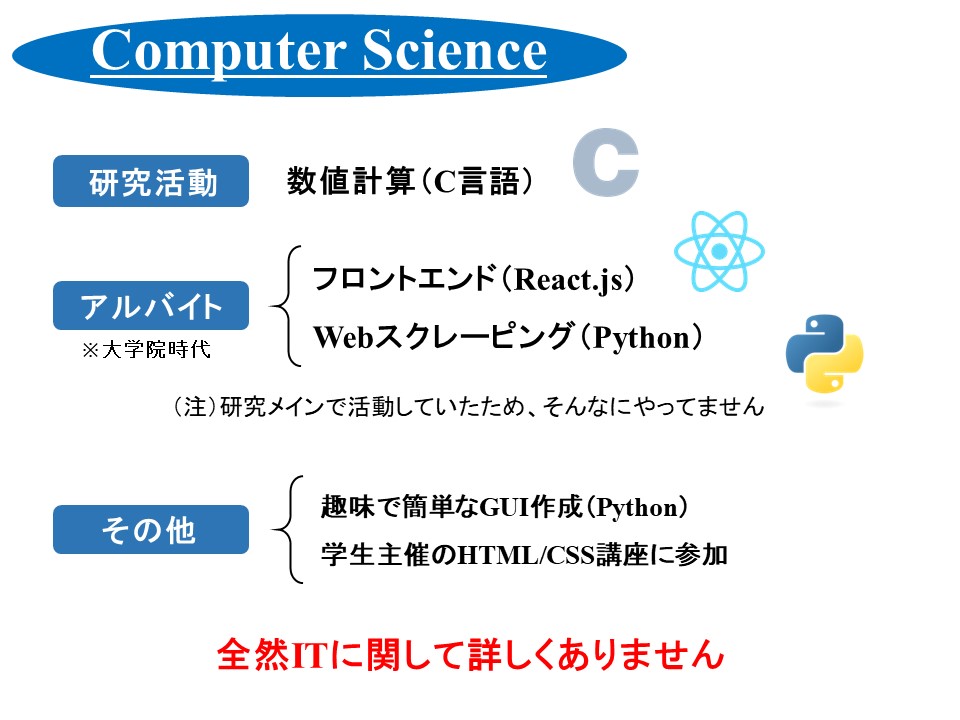 Computer Science
研究活動
数値計算（C言語）
C
アルバイト
※大学院時代
フロントエンド（React.js）
Webスクレーピング（Python）
（注）研究メインで活動していたため、そんなにやってません
その他
趣味で簡単なGUI作成（Python）
学生主催のHTML/CSS講座に参加
全然ITに関して詳しくありません